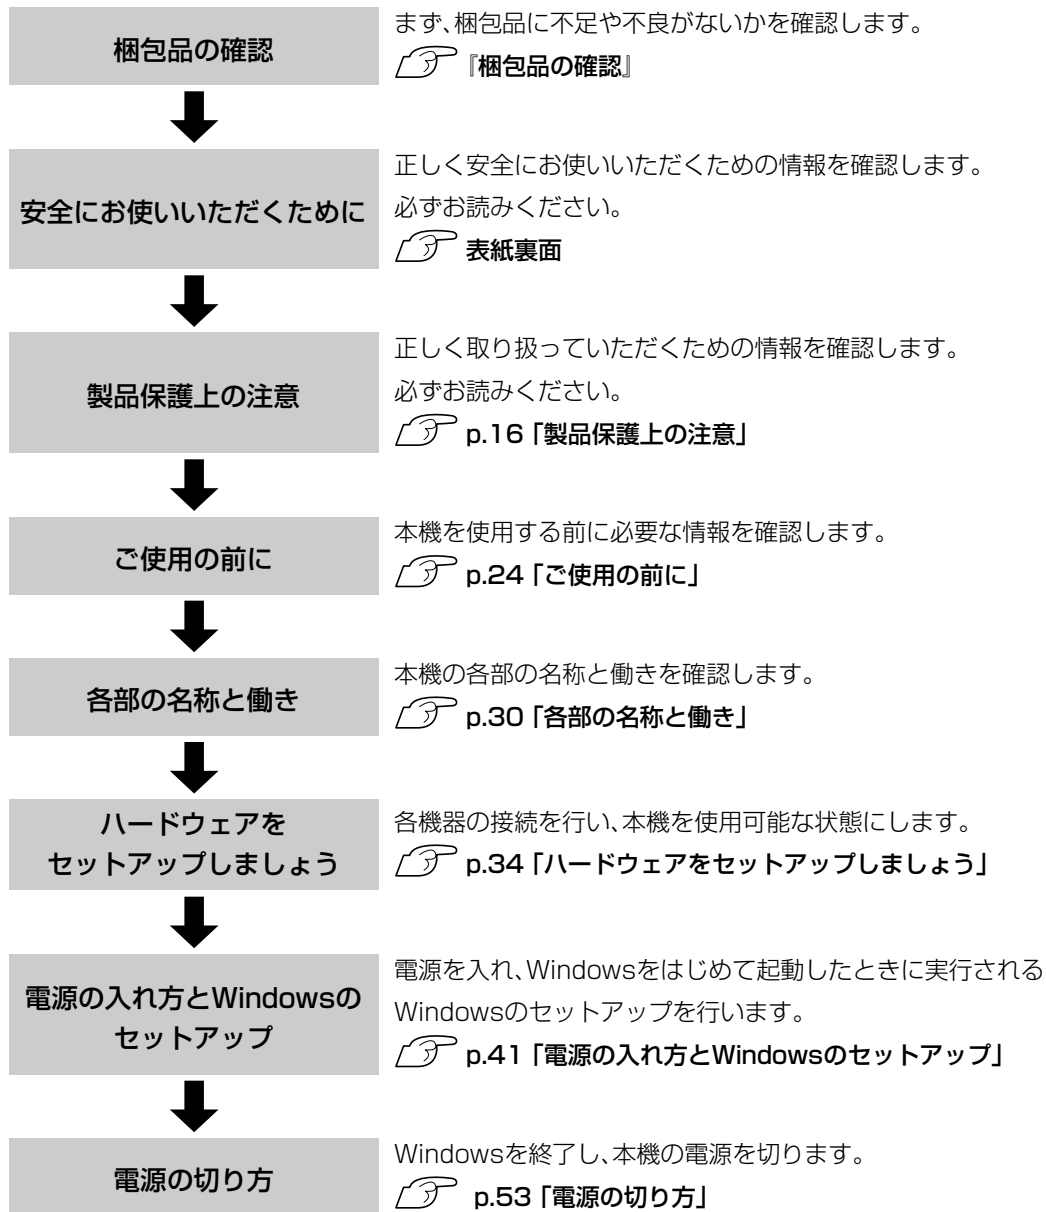 梱包品の確認
まず、梱包品に不足や不良がないかを確認します。
『梱包品の確認』
安全にお使いいただくために
正しく安全にお使いいただくための情報を確認します。
必ずお読みください。
表紙裏面
製品保護上の注意
正しく取り扱っていただくための情報を確認します。
必ずお読みください。
p.16「製品保護上の注意」
ご使用の前に
本機を使用する前に必要な情報を確認します。
p.24「ご使用の前に」
各部の名称と働き
本機の各部の名称と働きを確認します。
p.30「各部の名称と働き」
ハードウェアを
セットアップしましょう
各機器の接続を行い、本機を使用可能な状態にします。
p.34「ハードウェアをセットアップしましょう」
電源の入れ方とWindowsの
セットアップ
電源を入れ、Windowsをはじめて起動したときに実行される
Windowsのセットアップを行います。
p.41「電源の入れ方とWindowsのセットアップ」
電源の切り方
Windowsを終了し、本機の電源を切ります。
p.53「電源の切り方」